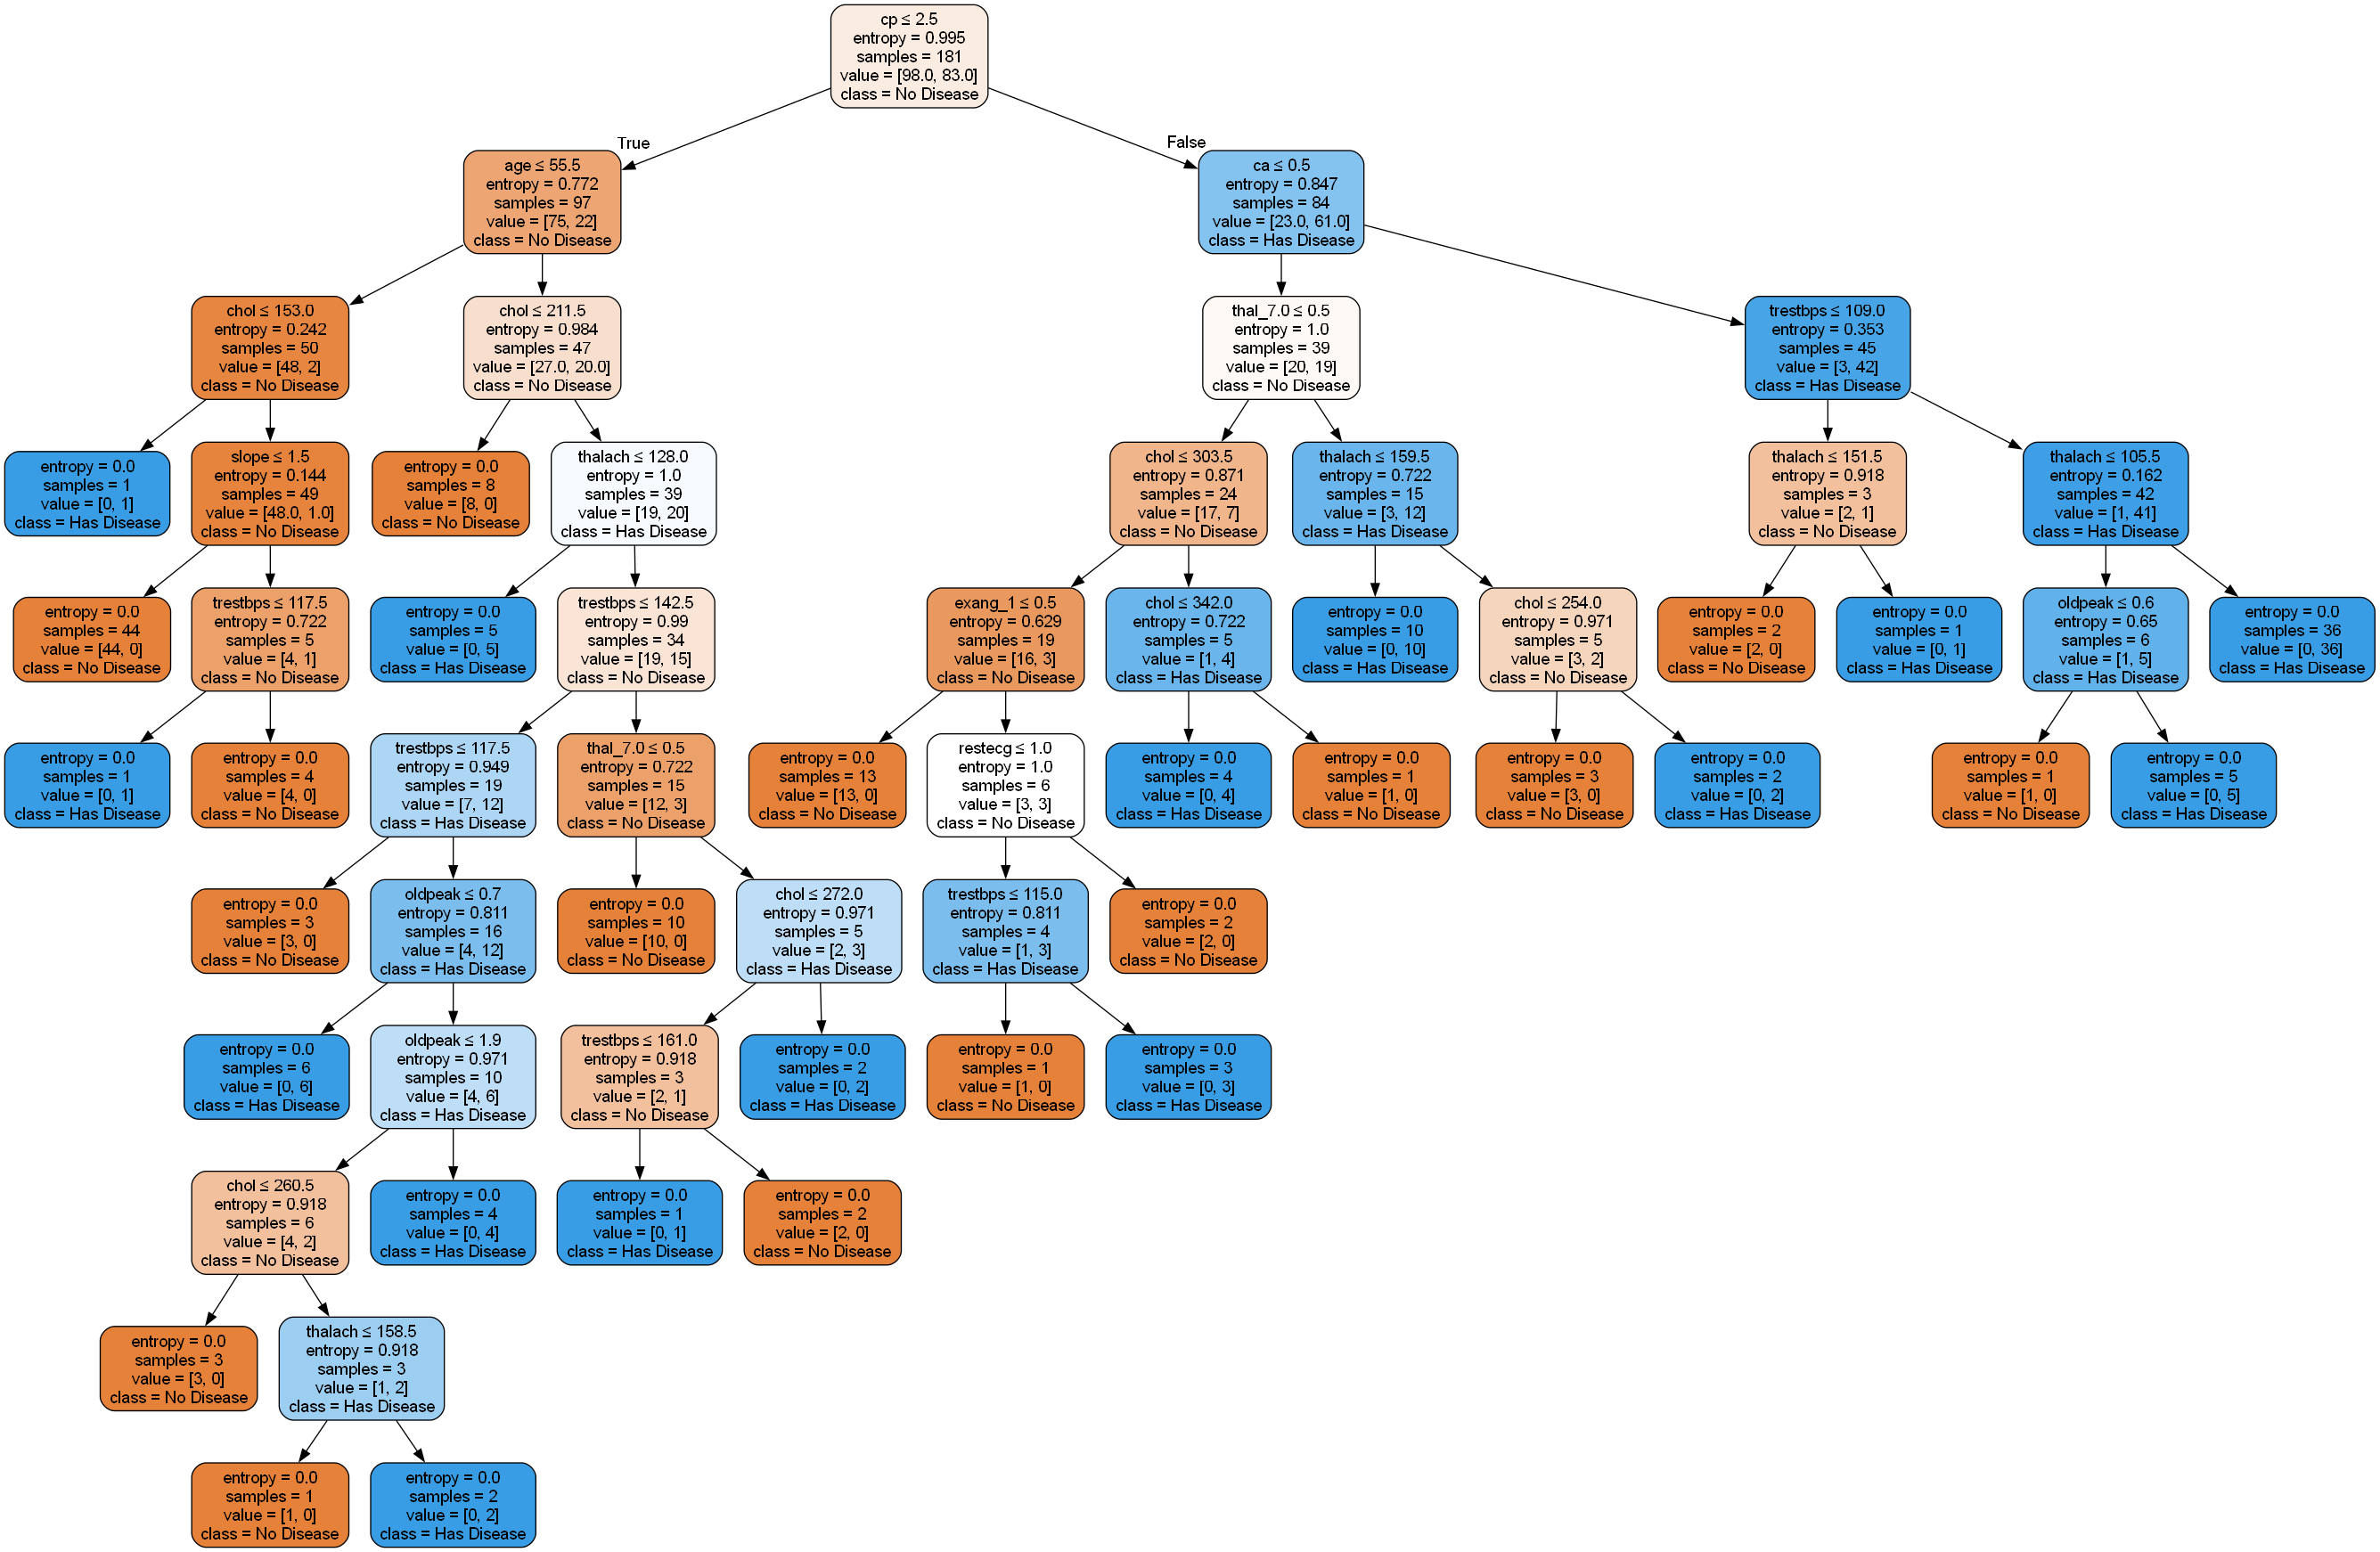 cp ≤ 2.5
entropy = 0.995
samples = 181
value = [98.0, 83.0]
class = No Disease
True
False
age ≤ 55.5
entropy = 0.772
samples = 97
value = [75, 22]
class = No Disease
ca ≤ 0.5
entropy = 0.847
samples = 84
value = [23.0, 61.0]
class = Has Disease
chol ≤ 153.0
entropy = 0.242
samples = 50
value = [48, 2]
class = No Disease
chol ≤ 211.5
entropy = 0.984
samples = 47
value = [27.0, 20.0]
class = No Disease
thal_7.0 ≤ 0.5
entropy = 1.0
samples = 39
value = [20, 19]
class = No Disease
trestbps ≤ 109.0
entropy = 0.353
samples = 45
value = [3, 42]
class = Has Disease
entropy = 0.0
samples = 1
value = [0, 1]
class = Has Disease
slope ≤ 1.5
entropy = 0.144
samples = 49
value = [48.0, 1.0]
class = No Disease
entropy = 0.0
samples = 8
value = [8, 0]
class = No Disease
thalach ≤ 128.0
entropy = 1.0
samples = 39
value = [19, 20]
class = Has Disease
chol ≤ 303.5
entropy = 0.871
samples = 24
value = [17, 7]
class = No Disease
thalach ≤ 159.5
entropy = 0.722
samples = 15
value = [3, 12]
class = Has Disease
thalach ≤ 151.5
entropy = 0.918
samples = 3
value = [2, 1]
class = No Disease
thalach ≤ 105.5
entropy = 0.162
samples = 42
value = [1, 41]
class = Has Disease
entropy = 0.0
samples = 44
value = [44, 0]
class = No Disease
trestbps ≤ 117.5
entropy = 0.722
samples = 5
value = [4, 1]
class = No Disease
entropy = 0.0
samples = 5
value = [0, 5]
class = Has Disease
trestbps ≤ 142.5
entropy = 0.99
samples = 34
value = [19, 15]
class = No Disease
exang_1 ≤ 0.5
entropy = 0.629
samples = 19
value = [16, 3]
class = No Disease
chol ≤ 342.0
entropy = 0.722
samples = 5
value = [1, 4]
class = Has Disease
entropy = 0.0
samples = 10
value = [0, 10]
class = Has Disease
chol ≤ 254.0
entropy = 0.971
samples = 5
value = [3, 2]
class = No Disease
entropy = 0.0
samples = 2
value = [2, 0]
class = No Disease
entropy = 0.0
samples = 1
value = [0, 1]
class = Has Disease
oldpeak ≤ 0.6
entropy = 0.65
samples = 6
value = [1, 5]
class = Has Disease
entropy = 0.0
samples = 36
value = [0, 36]
class = Has Disease
entropy = 0.0
samples = 1
value = [0, 1]
class = Has Disease
entropy = 0.0
samples = 4
value = [4, 0]
class = No Disease
trestbps ≤ 117.5
entropy = 0.949
samples = 19
value = [7, 12]
class = Has Disease
thal_7.0 ≤ 0.5
entropy = 0.722
samples = 15
value = [12, 3]
class = No Disease
entropy = 0.0
samples = 13
value = [13, 0]
class = No Disease
restecg ≤ 1.0
entropy = 1.0
samples = 6
value = [3, 3]
class = No Disease
entropy = 0.0
samples = 4
value = [0, 4]
class = Has Disease
entropy = 0.0
samples = 1
value = [1, 0]
class = No Disease
entropy = 0.0
samples = 3
value = [3, 0]
class = No Disease
entropy = 0.0
samples = 2
value = [0, 2]
class = Has Disease
entropy = 0.0
samples = 1
value = [1, 0]
class = No Disease
entropy = 0.0
samples = 5
value = [0, 5]
class = Has Disease
entropy = 0.0
samples = 3
value = [3, 0]
class = No Disease
oldpeak ≤ 0.7
entropy = 0.811
samples = 16
value = [4, 12]
class = Has Disease
entropy = 0.0
samples = 10
value = [10, 0]
class = No Disease
chol ≤ 272.0
entropy = 0.971
samples = 5
value = [2, 3]
class = Has Disease
trestbps ≤ 115.0
entropy = 0.811
samples = 4
value = [1, 3]
class = Has Disease
entropy = 0.0
samples = 2
value = [2, 0]
class = No Disease
entropy = 0.0
samples = 6
value = [0, 6]
class = Has Disease
oldpeak ≤ 1.9
entropy = 0.971
samples = 10
value = [4, 6]
class = Has Disease
trestbps ≤ 161.0
entropy = 0.918
samples = 3
value = [2, 1]
class = No Disease
entropy = 0.0
samples = 2
value = [0, 2]
class = Has Disease
entropy = 0.0
samples = 1
value = [1, 0]
class = No Disease
entropy = 0.0
samples = 3
value = [0, 3]
class = Has Disease
chol ≤ 260.5
entropy = 0.918
samples = 6
value = [4, 2]
class = No Disease
entropy = 0.0
samples = 4
value = [0, 4]
class = Has Disease
entropy = 0.0
samples = 1
value = [0, 1]
class = Has Disease
entropy = 0.0
samples = 2
value = [2, 0]
class = No Disease
entropy = 0.0
samples = 3
value = [3, 0]
class = No Disease
thalach ≤ 158.5
entropy = 0.918
samples = 3
value = [1, 2]
class = Has Disease
entropy = 0.0
samples = 1
value = [1, 0]
class = No Disease
entropy = 0.0
samples = 2
value = [0, 2]
class = Has Disease